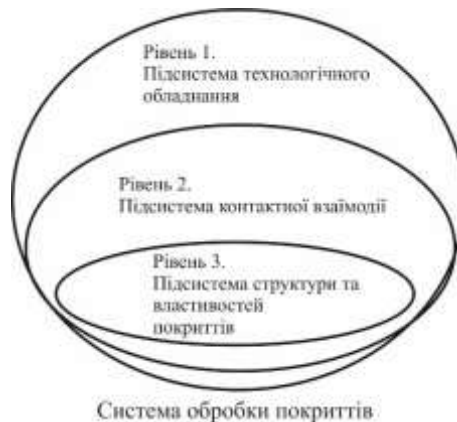 Рівень 1.
Підсистема технологічного
обладнання
Рівень 2.
Підсистема контактної взаїмодії
Рівень 3.
Підсистема структури та
властивостей
покриттів
Система обробки покриттів